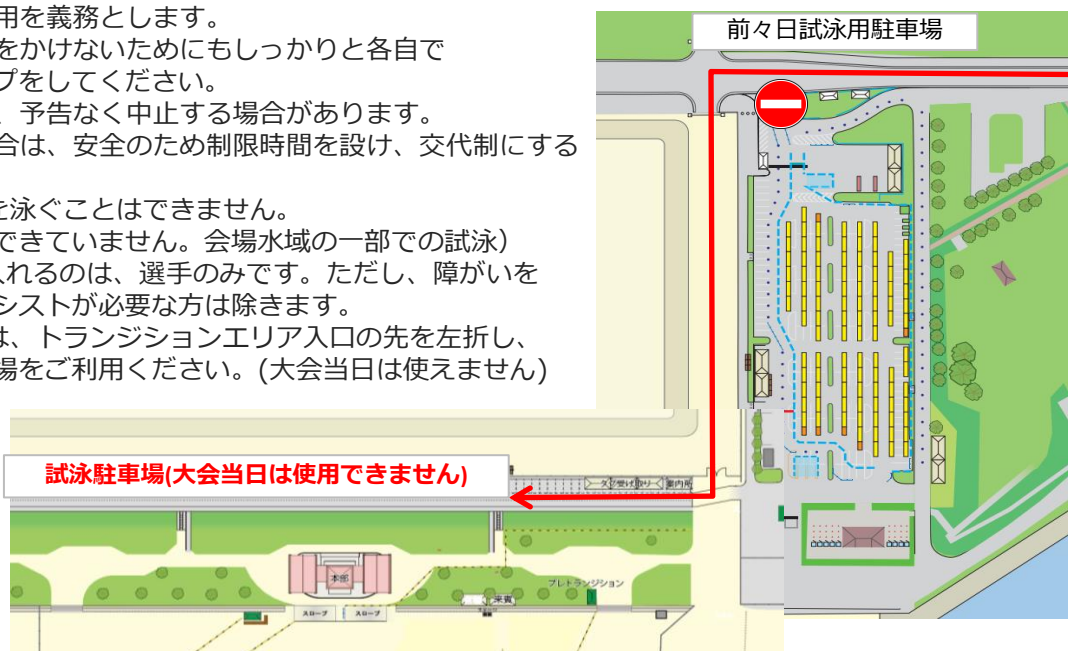 用を義務とします。
をかけないためにもしっかりと各自で
プをしてください。
、予告なく中止する場合があります。
合は、安全のため制限時間を設け、交代制にする
を泳ぐことはできません。
できていません。会場水域の一部での試泳）
入れるのは、選手のみです。ただし、障がいを
シストが必要な方は除きます。
は、トランジションエリア入口の先を左折し、
場をご利用ください。(大会当日は使えません)
前々日試泳用駐車場
試泳駐車場(大会当日は使用できません)
案内所
本部
プレトランジション
来賓
スロープ
スロープ